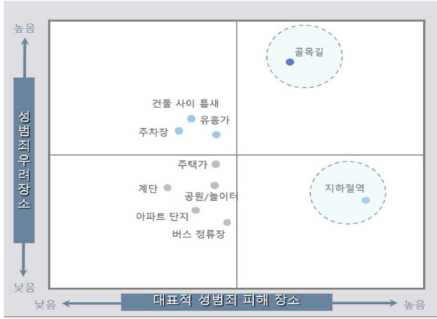 높음
성범죄우려장소
낮음
골목길
건물 사이 틈새
유흥가
주차장
주택가
계단
공원/놀이터
아파트 단지
버스 정류장
지하철역
낮음
대표적 성범죄 피해 장소
높음